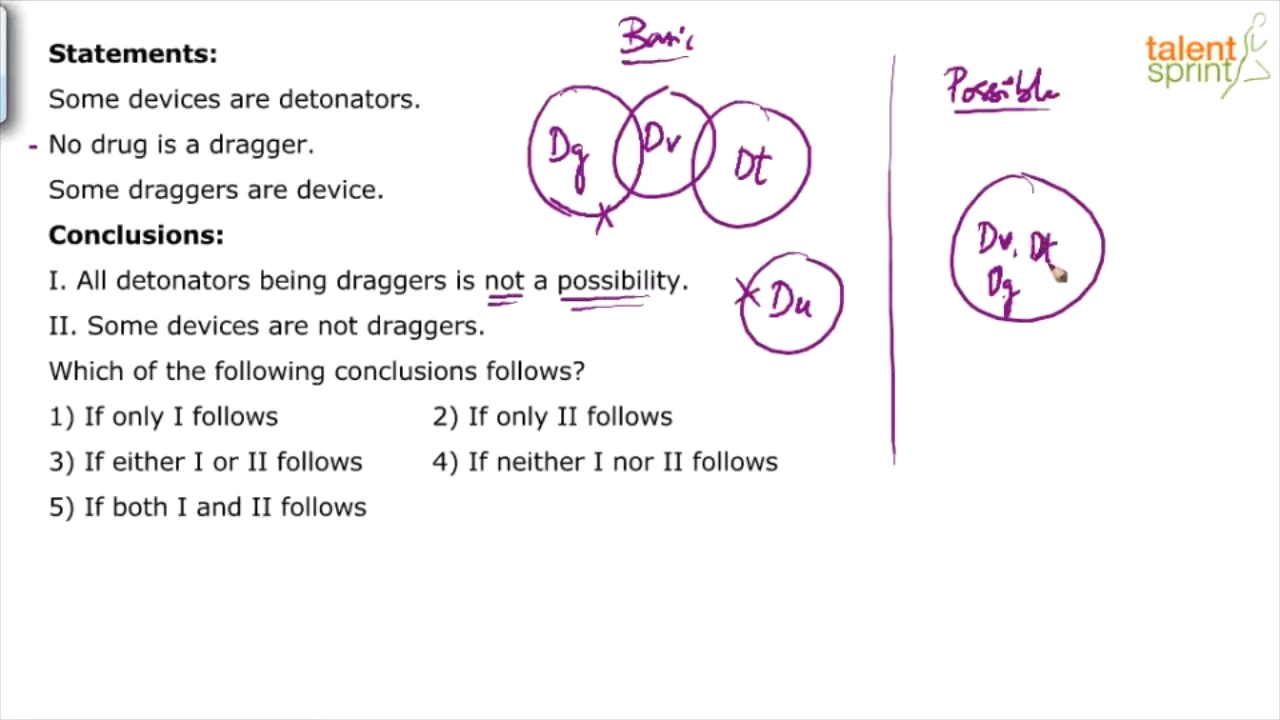 Statements:
Some devices are detonators.
- No drug is a dragger.
Some draggers are device.
Conclusions:
I. All detonators being draggers is not a possibility.
II. Some devices are not draggers.
Which of the following conclusions follows?
1) If only I follows
2) If only II follows
3) If either I or II follows
4) If neither I nor II follows
5) If both I and II follows
Basic
Dg
Dv
Dt
Du
Possible
Dv, Dt
Dg
talent
sprint